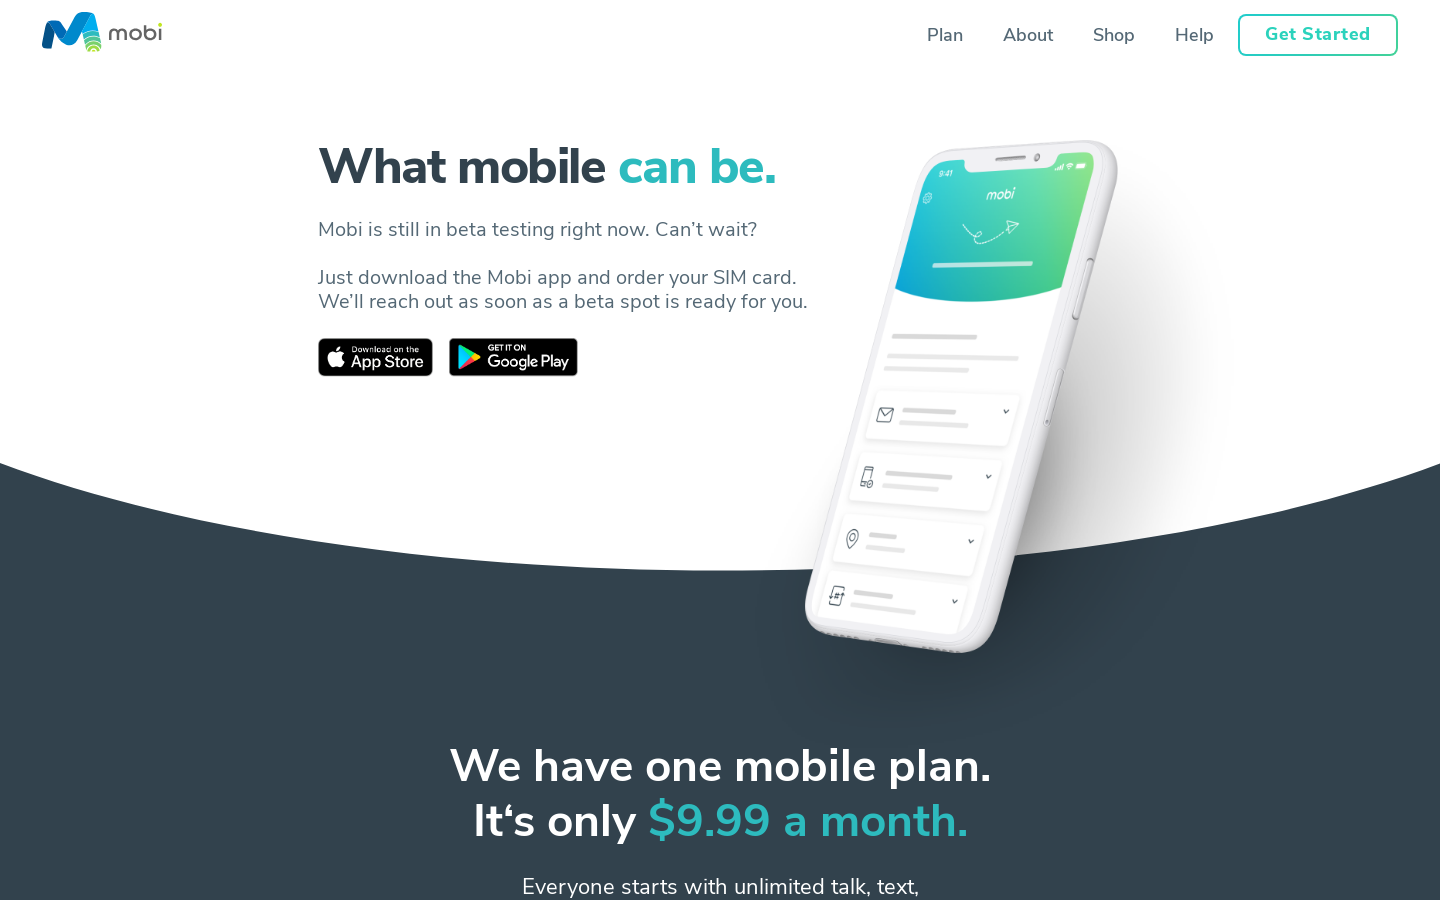 mobi
Plan
About
Shop
Help
Get Started
What mobile can be.
Mobi is still in beta testing right now. Can’t wait?
Just download the Mobi app and order your SIM card.
We’ll reach out as soon as a beta spot is ready for you.
Download on the
App Store
GET IT ON
Google Play
9:41
mobi
We have one mobile plan.
It‘s only $9.99 a month.
Everyone starts with unlimited talk, text,